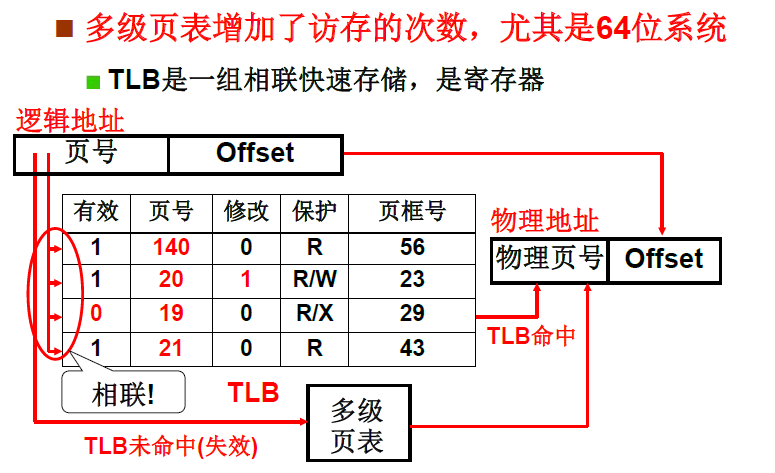 多级页表增加了访存的次数，尤其是64位系统
TLB是一组相联快速存储，是寄存器
逻辑地址
页号 Offset
有效 页号 修改 保护 页框号
1 140 0 R 56
1 20 1 R/W 23
0 19 0 R/X 29
1 21 0 R 43
物理地址
物理页号 Offset
TLB命中
相联!
TLB
多级
页表
TLB未命中(失效)